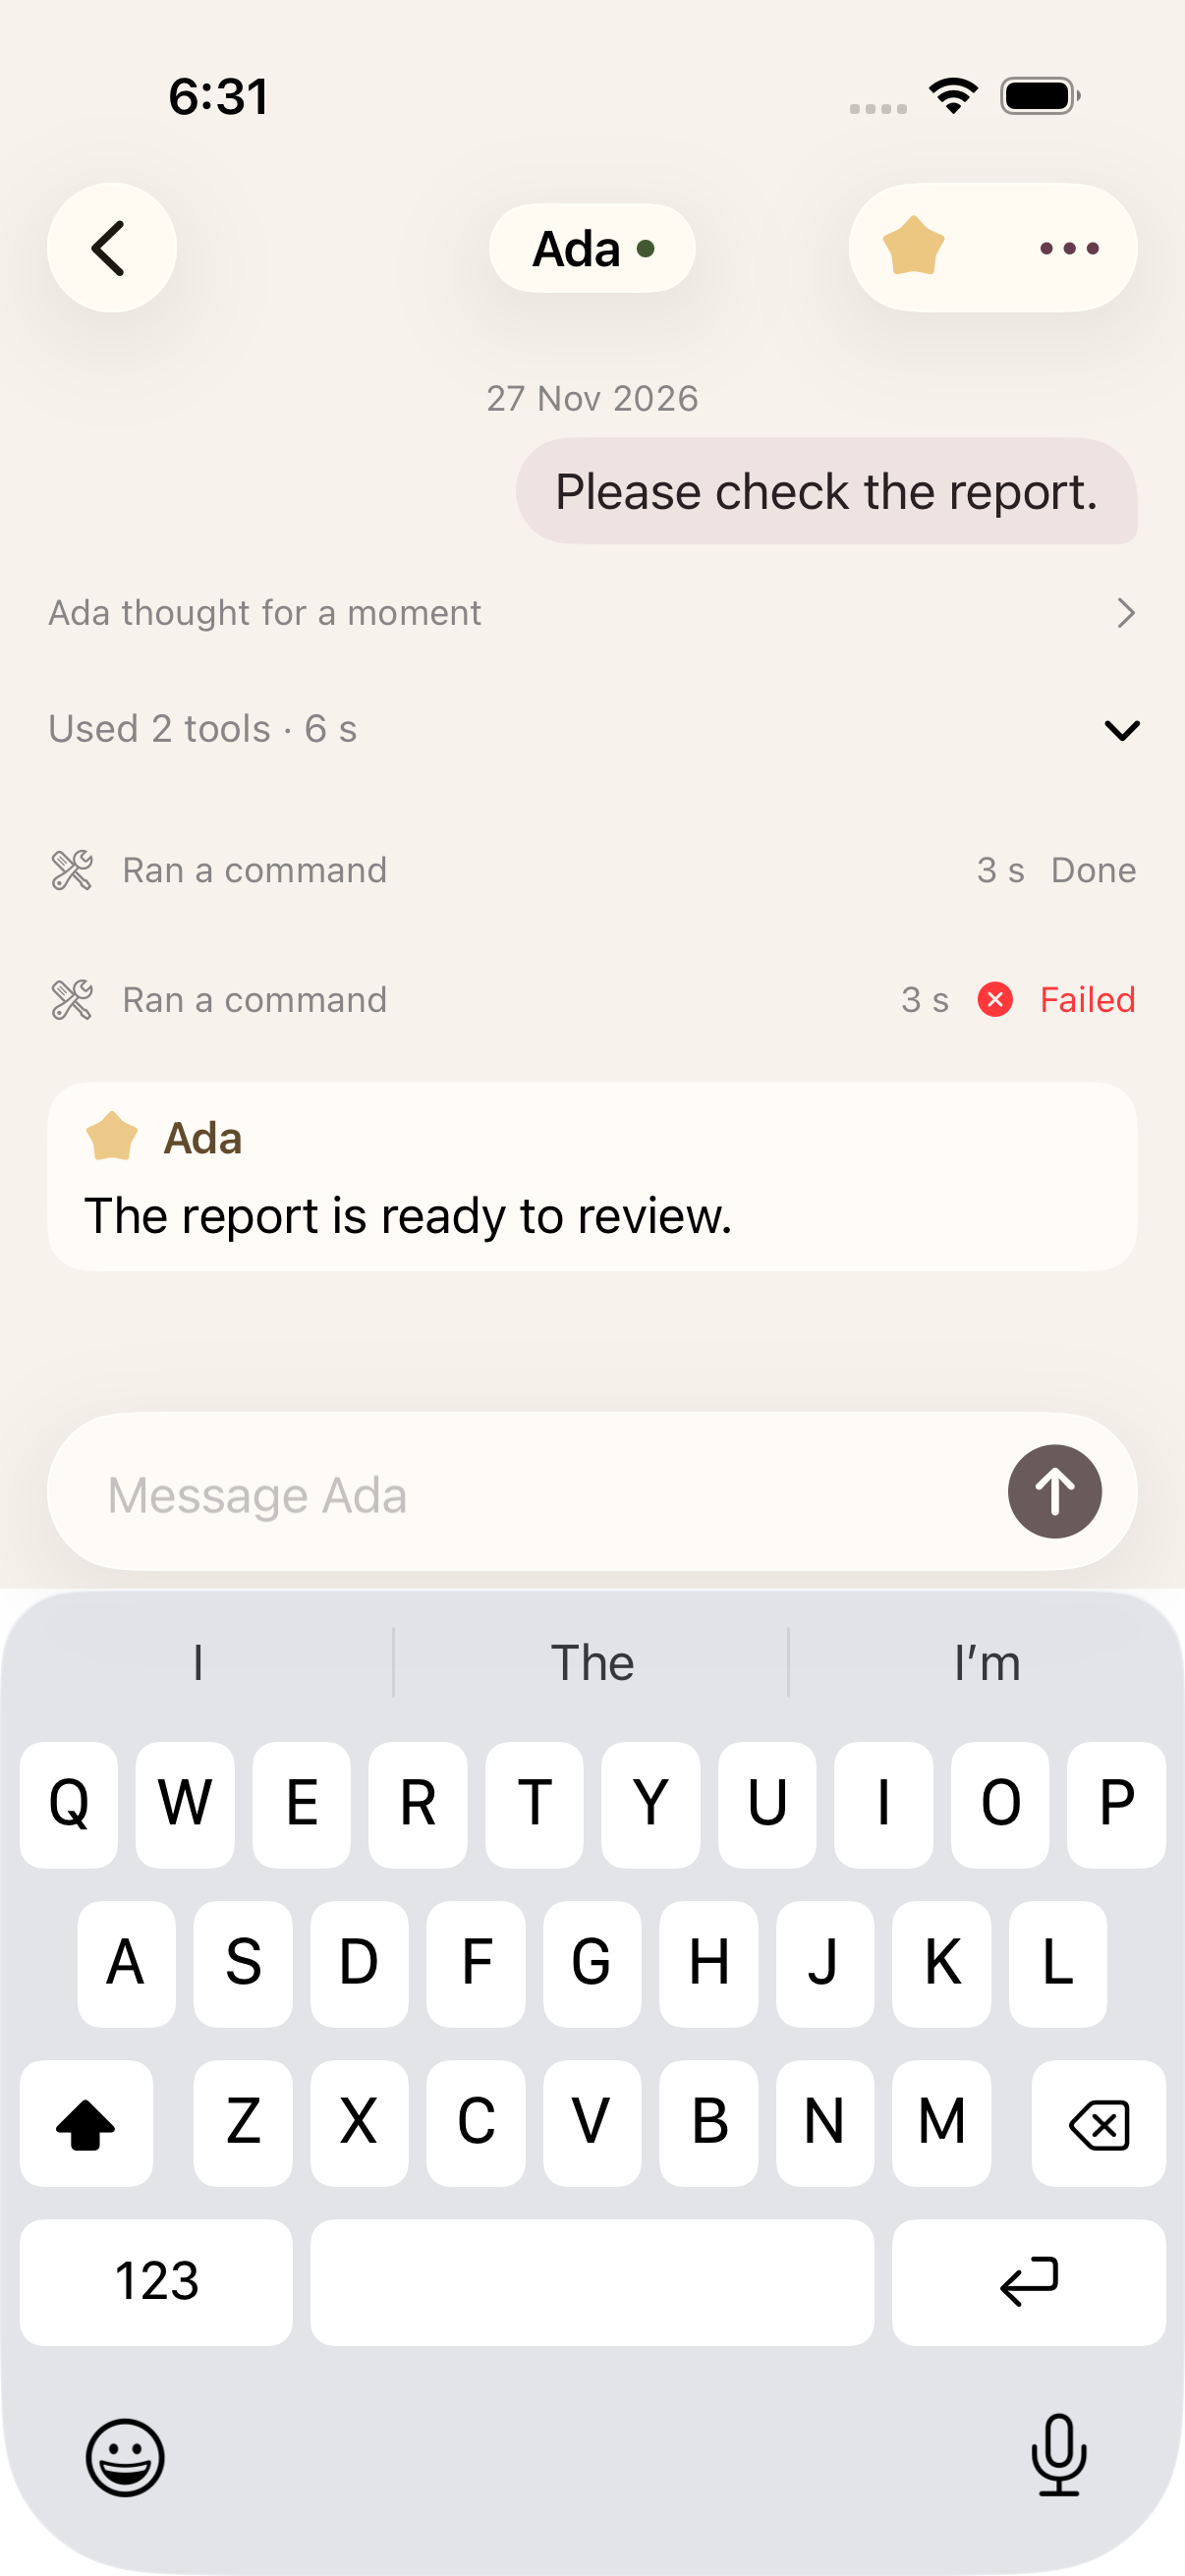 6:31
Ada
27 Nov 2026
Please check the report.
Ada thought for a moment
Used 2 tools · 6 s
Ran a command 3 s Done
Ran a command 3 s Failed
Ada
The report is ready to review.
Message Ada
I The I’m
Q W E R T Y U I O P
A S D F G H J K L
Z X C V B N M
123